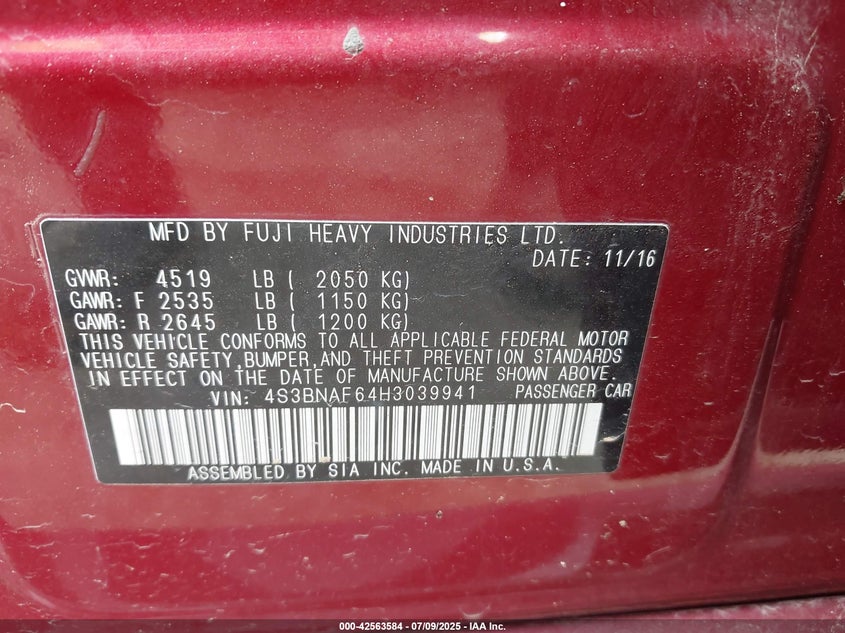 MFD BY FUJI HEAVY INDUSTRIES LTD.
DATE: 11/16
GVWR: 4519 LB ( 2050 KG)
GAWR: F 2535 LB ( 1150 KG)
GAWR: R 2645 LB ( 1200 KG)
THIS VEHICLE CONFORMS TO ALL APPLICABLE FEDERAL MOTOR
VEHICLE SAFETY,BUMPER,AND THEFT PREVENTION STANDARDS
IN EFFECT ON THE DATE OF MANUFACTURE SHOWN ABOVE.
VIN: 4S3BNAF64H3039941 PASSENGER CAR
ASSEMBLED BY SIA INC. MADE IN U.S.A.
000-42563584 - 07/09/2025 - IAA Inc.